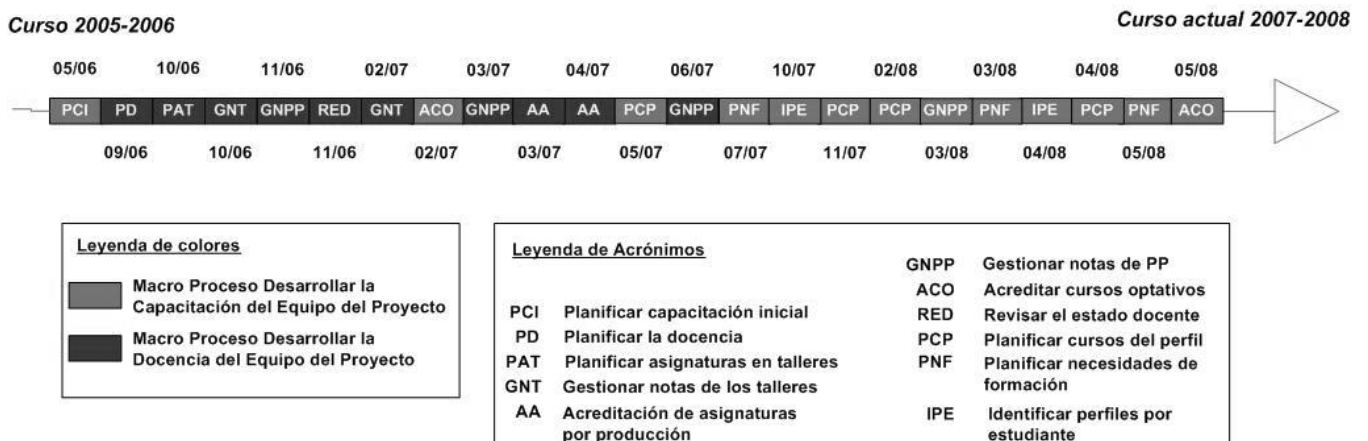 Curso 2005-2006
Curso actual 2007-2008
05/06 10/06 11/06 02/07 03/07 04/07 06/07 10/07 02/08 03/08 04/08 05/08
PCI PD PAT GNT GNPP RED GNT ACO GNPP AA AA PCP GNPP PNF IPE PCP PCP GNPP PNF IPE PCP PNF ACO
09/06 10/06 11/06 02/07 03/07 05/07 07/07 11/07 03/08 04/08 05/08
Leyenda de colores
Macro Proceso Desarrollar la
Capacitación del Equipo del Proyecto
Macro Proceso Desarrollar la
Docencia del Equipo del Proyecto
Leyenda de Acrónimos
PCI Planificar capacitación inicial
PD Planificar la docencia
PAT Planificar asignaturas en talleres
GNT Gestionar notas de los talleres
AA Acreditación de asignaturas
por producción
GNPP Gestionar notas de PP
ACO Acreditar cursos optativos
RED Revisar el estado docente
PCP Planificar cursos del perfil
PNF Planificar necesidades de
formación
IPE Identificar perfiles por
estudiante